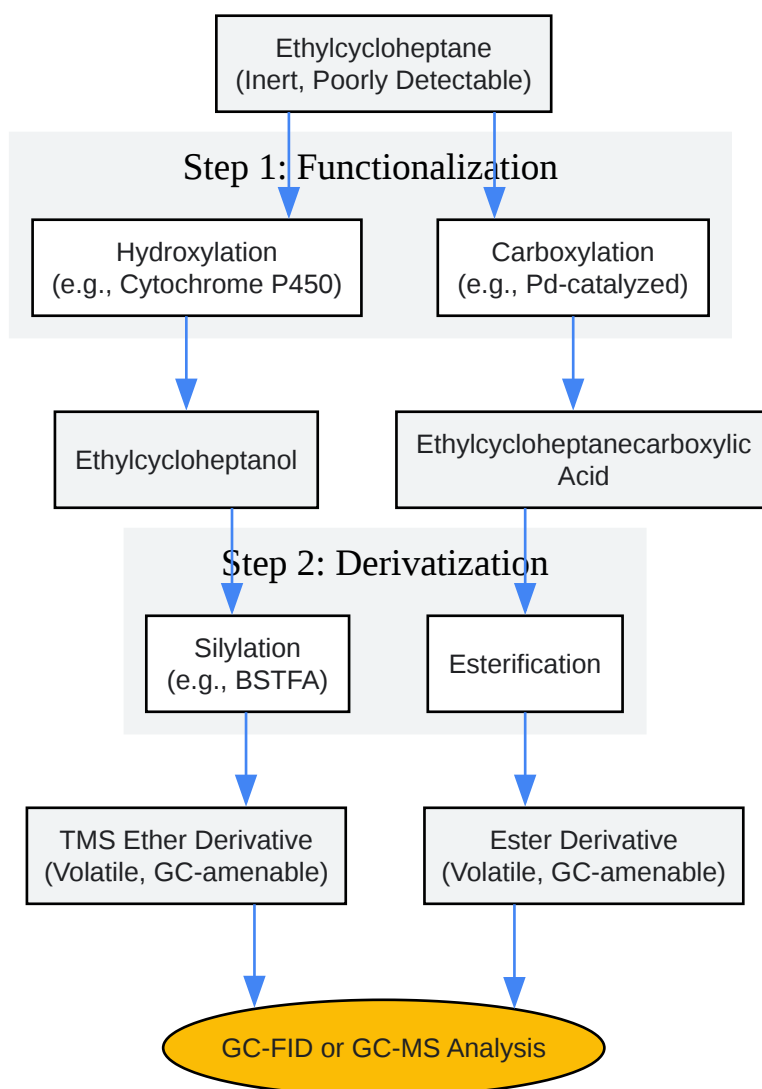 Ethylcycloheptane
(Inert, Poorly Detectable)
Step 1: Functionalization
Hydroxylation
(e.g., Cytochrome P450)
Carboxylation
(e.g., Pd-catalyzed)
Ethylcycloheptanol
Ethylcycloheptanecarboxylic
Acid
Step 2: Derivatization
Silylation
(e.g., BSTFA)
Esterification
TMS Ether Derivative
(Volatile, GC-amenable)
Ester Derivative
(Volatile, GC-amenable)
GC-FID or GC-MS Analysis